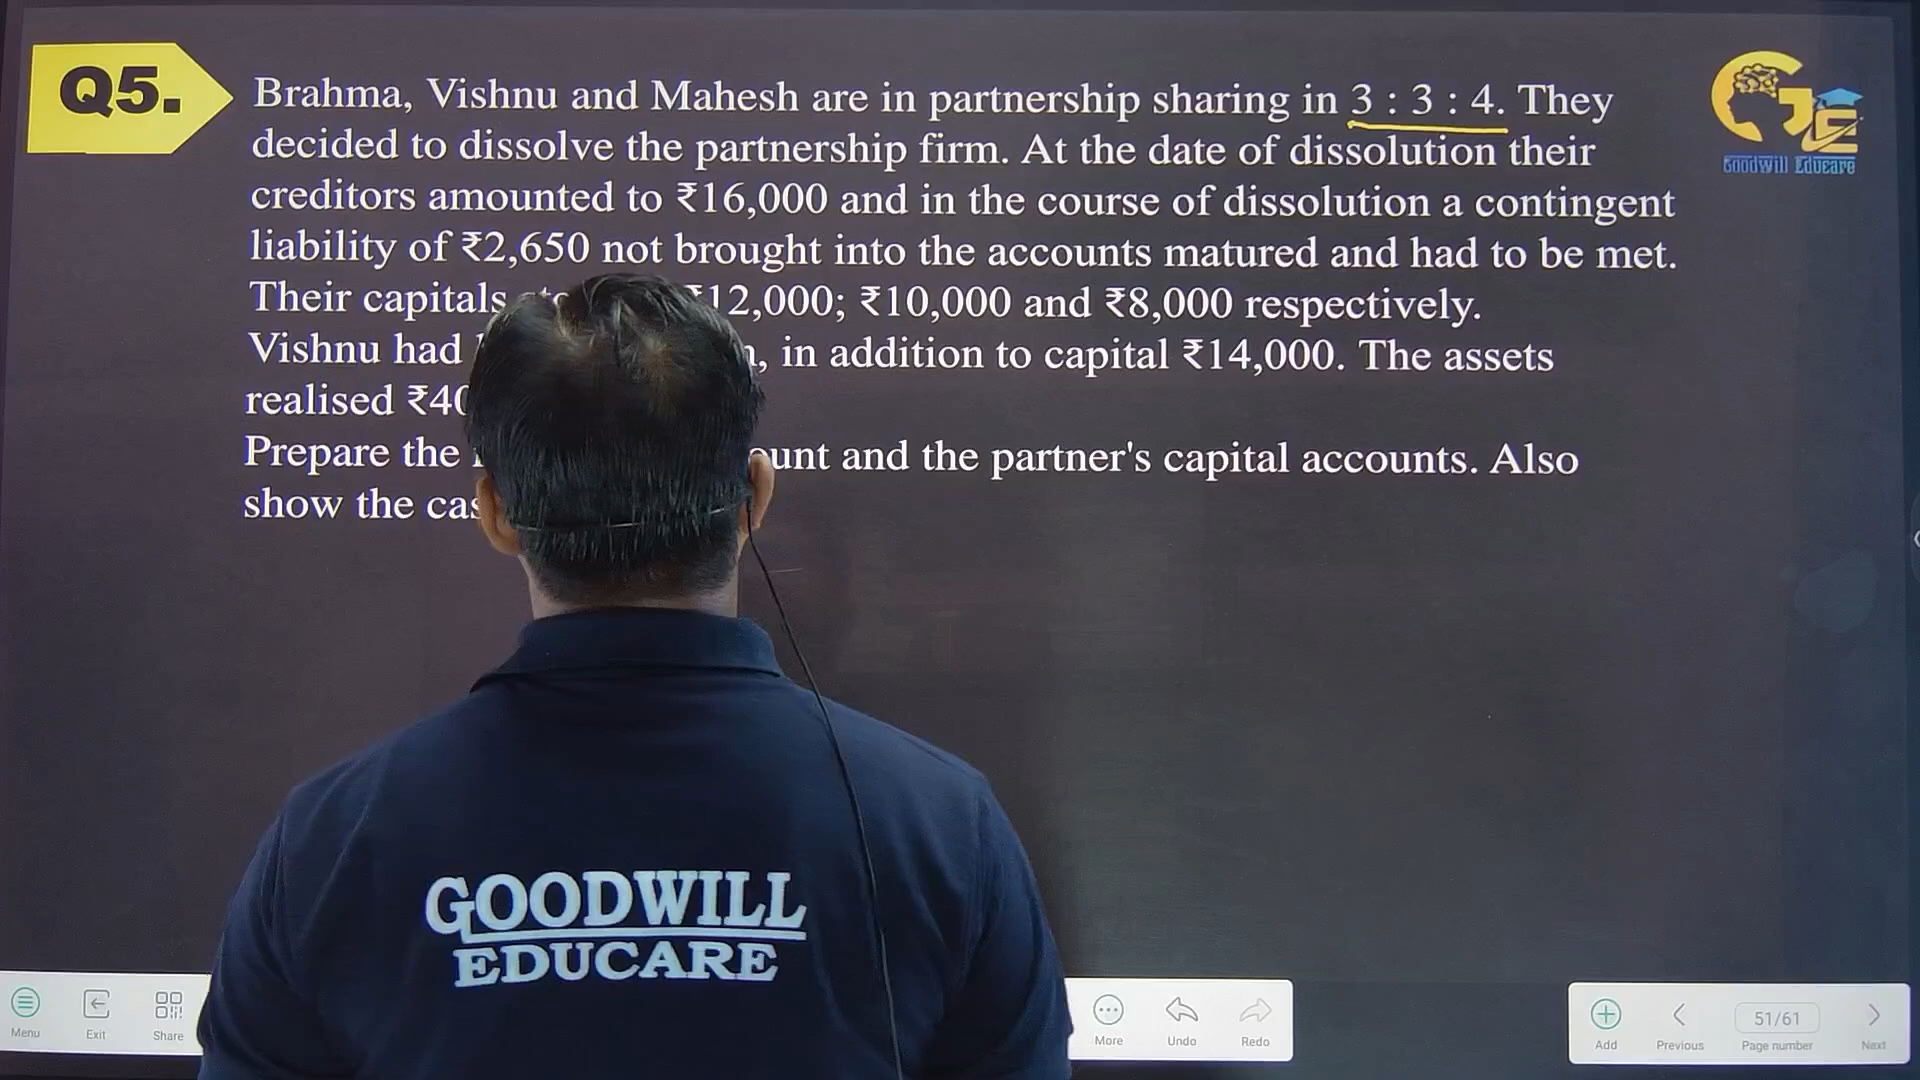 Q5.
Brahma, Vishnu and Mahesh are in partnership sharing in 3 : 3 : 4. They
decided to dissolve the partnership firm. At the date of dissolution their
creditors amounted to ₹16,000 and in the course of dissolution a contingent
liability of ₹2,650 not brought into the accounts matured and had to be met.
Their capitals ₹12,000; ₹10,000 and ₹8,000 respectively.
Vishnu had , in addition to capital ₹14,000. The assets
realised
Prepare the and the partner's capital accounts. Also
show the
Goodwill Educare
GOODWILL
EDUCARE
Menu
Exit
Share
More
Undo
Redo
Add
Previous
51/61
Page number
Next